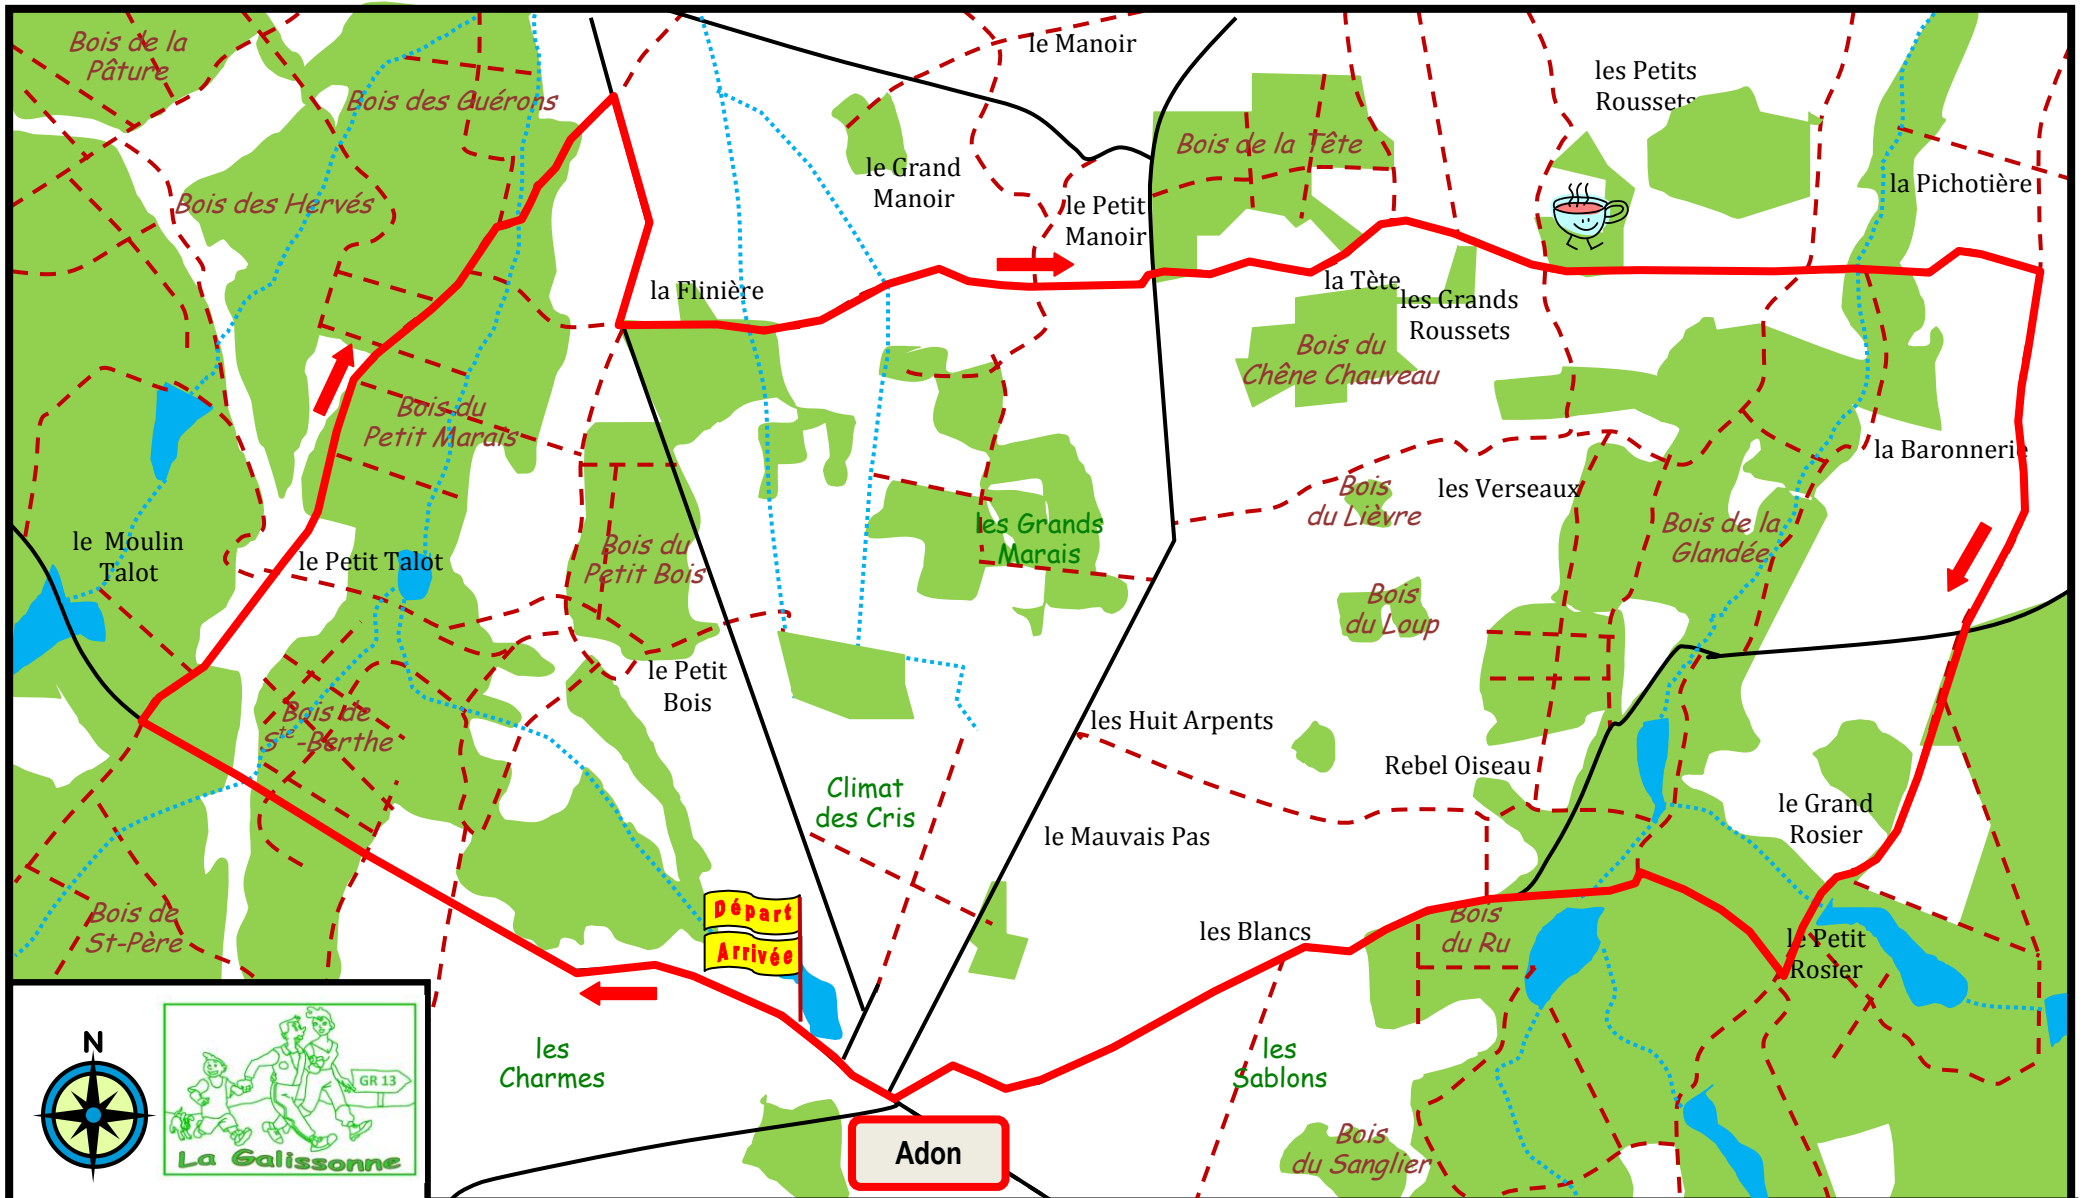 le Manoir
Bois de la
Pâture
les Petits
Roussets
Bois des Guérons
Bois de la Tête
le Grand
Manoir
la Pichotière
Bois des Hervés
le Petit
Manoir
la Flinière
la Tète
les Grands
Roussets
Bois du
Chêne Chauveau
Bois du
Petit Marais
la Baronnerie
Bois
du Lièvre
les Verseaux
les Grands
Marais
Bois de la
Glandée
le Moulin
Talot
le Petit Talot
Bois du
Petit Bois
Bois
du Loup
le Petit
Bois
Bois de
Ste-Berthe
les Huit Arpents
Rebel Oiseau
Climat
des Cris
le Grand
Rosier
le Mauvais Pas
Départ
Arrivée
Bois de
St-Père
les Blancs
Bois
du Ru
le Petit
Rosier
les
Charmes
les
Sablons
N
GR 13
La Galissonne
Adon
Bois
du Sanglier